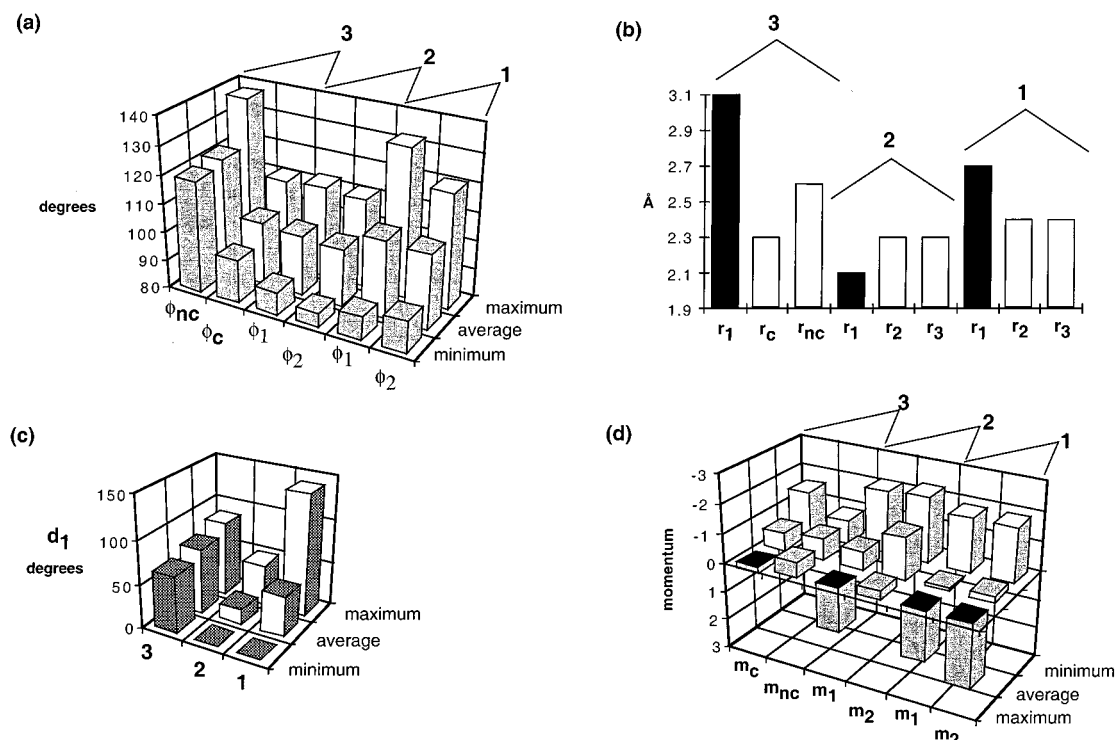 (a)
3
2
1
140
130
120
110
100
90
80
degrees
ϕnc
ϕc
ϕ1
ϕ2
ϕ1
ϕ2
maximum
average
minimum
(b)
3
2
1
3.1
2.9
2.7
2.5
2.3
2.1
1.9
Å
r1 rc rnc r1 r2 r3 r1 r2 r3
(c)
150
100
50
0
d1
degrees
3
2
1
maximum
average
minimum
(d)
3
2
1
-3
-2
-1
0
1
2
3
momentum
mc
mnc
m1
m2
m1
m2
minimum
average
maximum